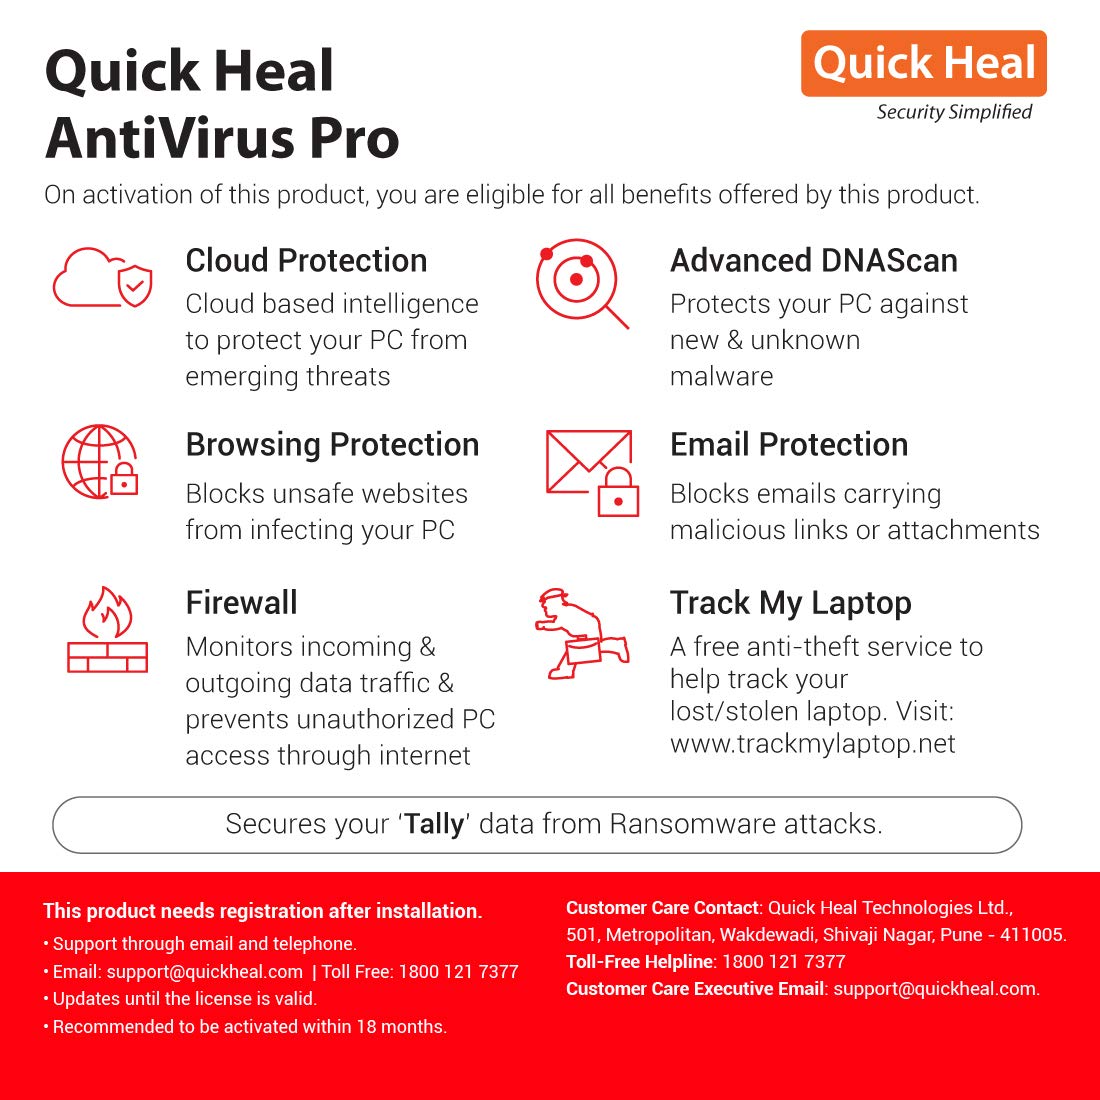 Quick Heal
AntiVirus Pro
Quick Heal
Security Simplified
On activation of this product, you are eligible for all benefits offered by this product.
Cloud Protection
Cloud based intelligence
to protect your PC from
emerging threats
Advanced DNAScan
Protects your PC against
new & unknown
malware
Browsing Protection
Blocks unsafe websites
from infecting your PC
Email Protection
Blocks emails carrying
malicious links or attachments
Firewall
Monitors incoming &
outgoing data traffic &
prevents unauthorized PC
access through internet
Track My Laptop
A free anti-theft service to
help track your
lost/stolen laptop. Visit:
www.trackmylaptop.net
Secures your ‘Tally’ data from Ransomware attacks.
This product needs registration after installation.
• Support through email and telephone.
• Email: support@quickheal.com | Toll Free: 1800 121 7377
• Updates until the license is valid.
• Recommended to be activated within 18 months.
Customer Care Contact: Quick Heal Technologies Ltd.,
501, Metropolitan, Wakdewadi, Shivaji Nagar, Pune - 411005.
Toll-Free Helpline: 1800 121 7377
Customer Care Executive Email: support@quickheal.com.